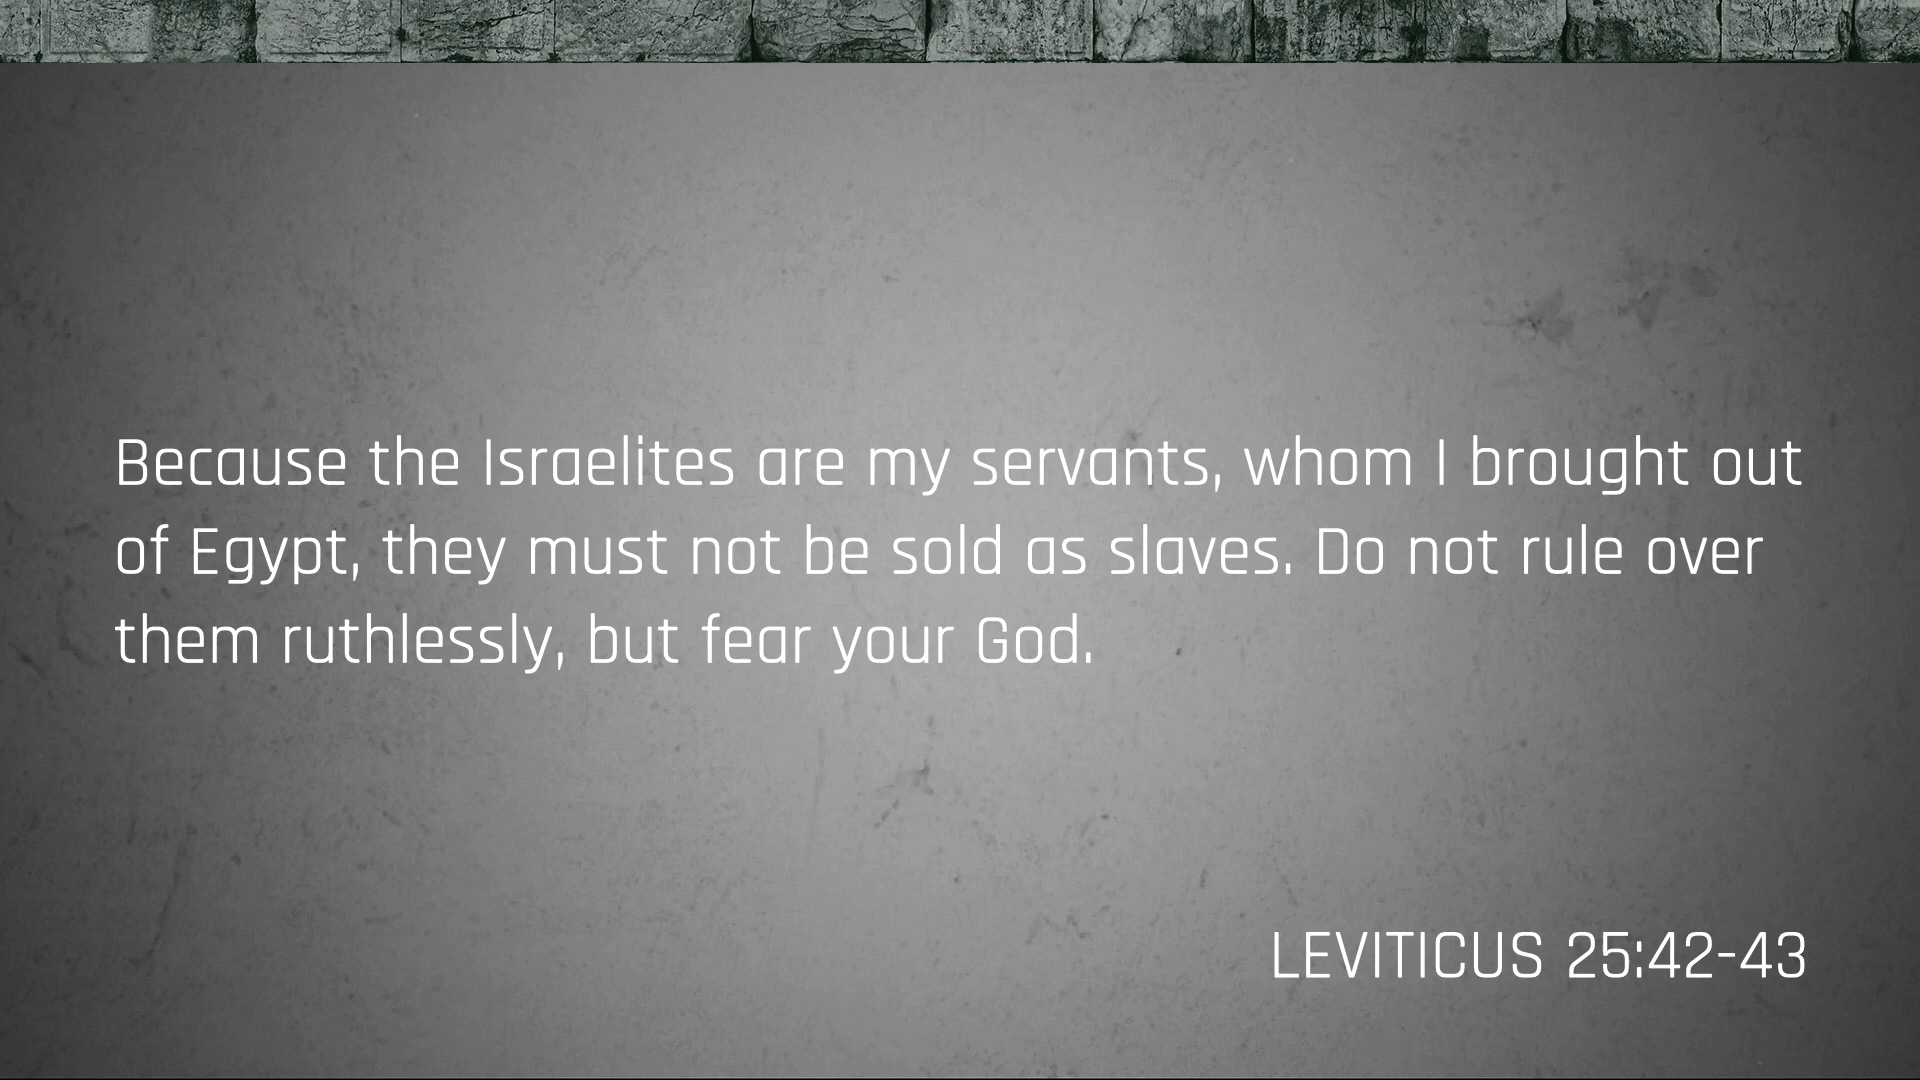 Because the Israelites are my servants, whom I brought out
of Egypt, they must not be sold as slaves. Do not rule over
them ruthlessly, but fear your God.
LEVITICUS 25:42-43